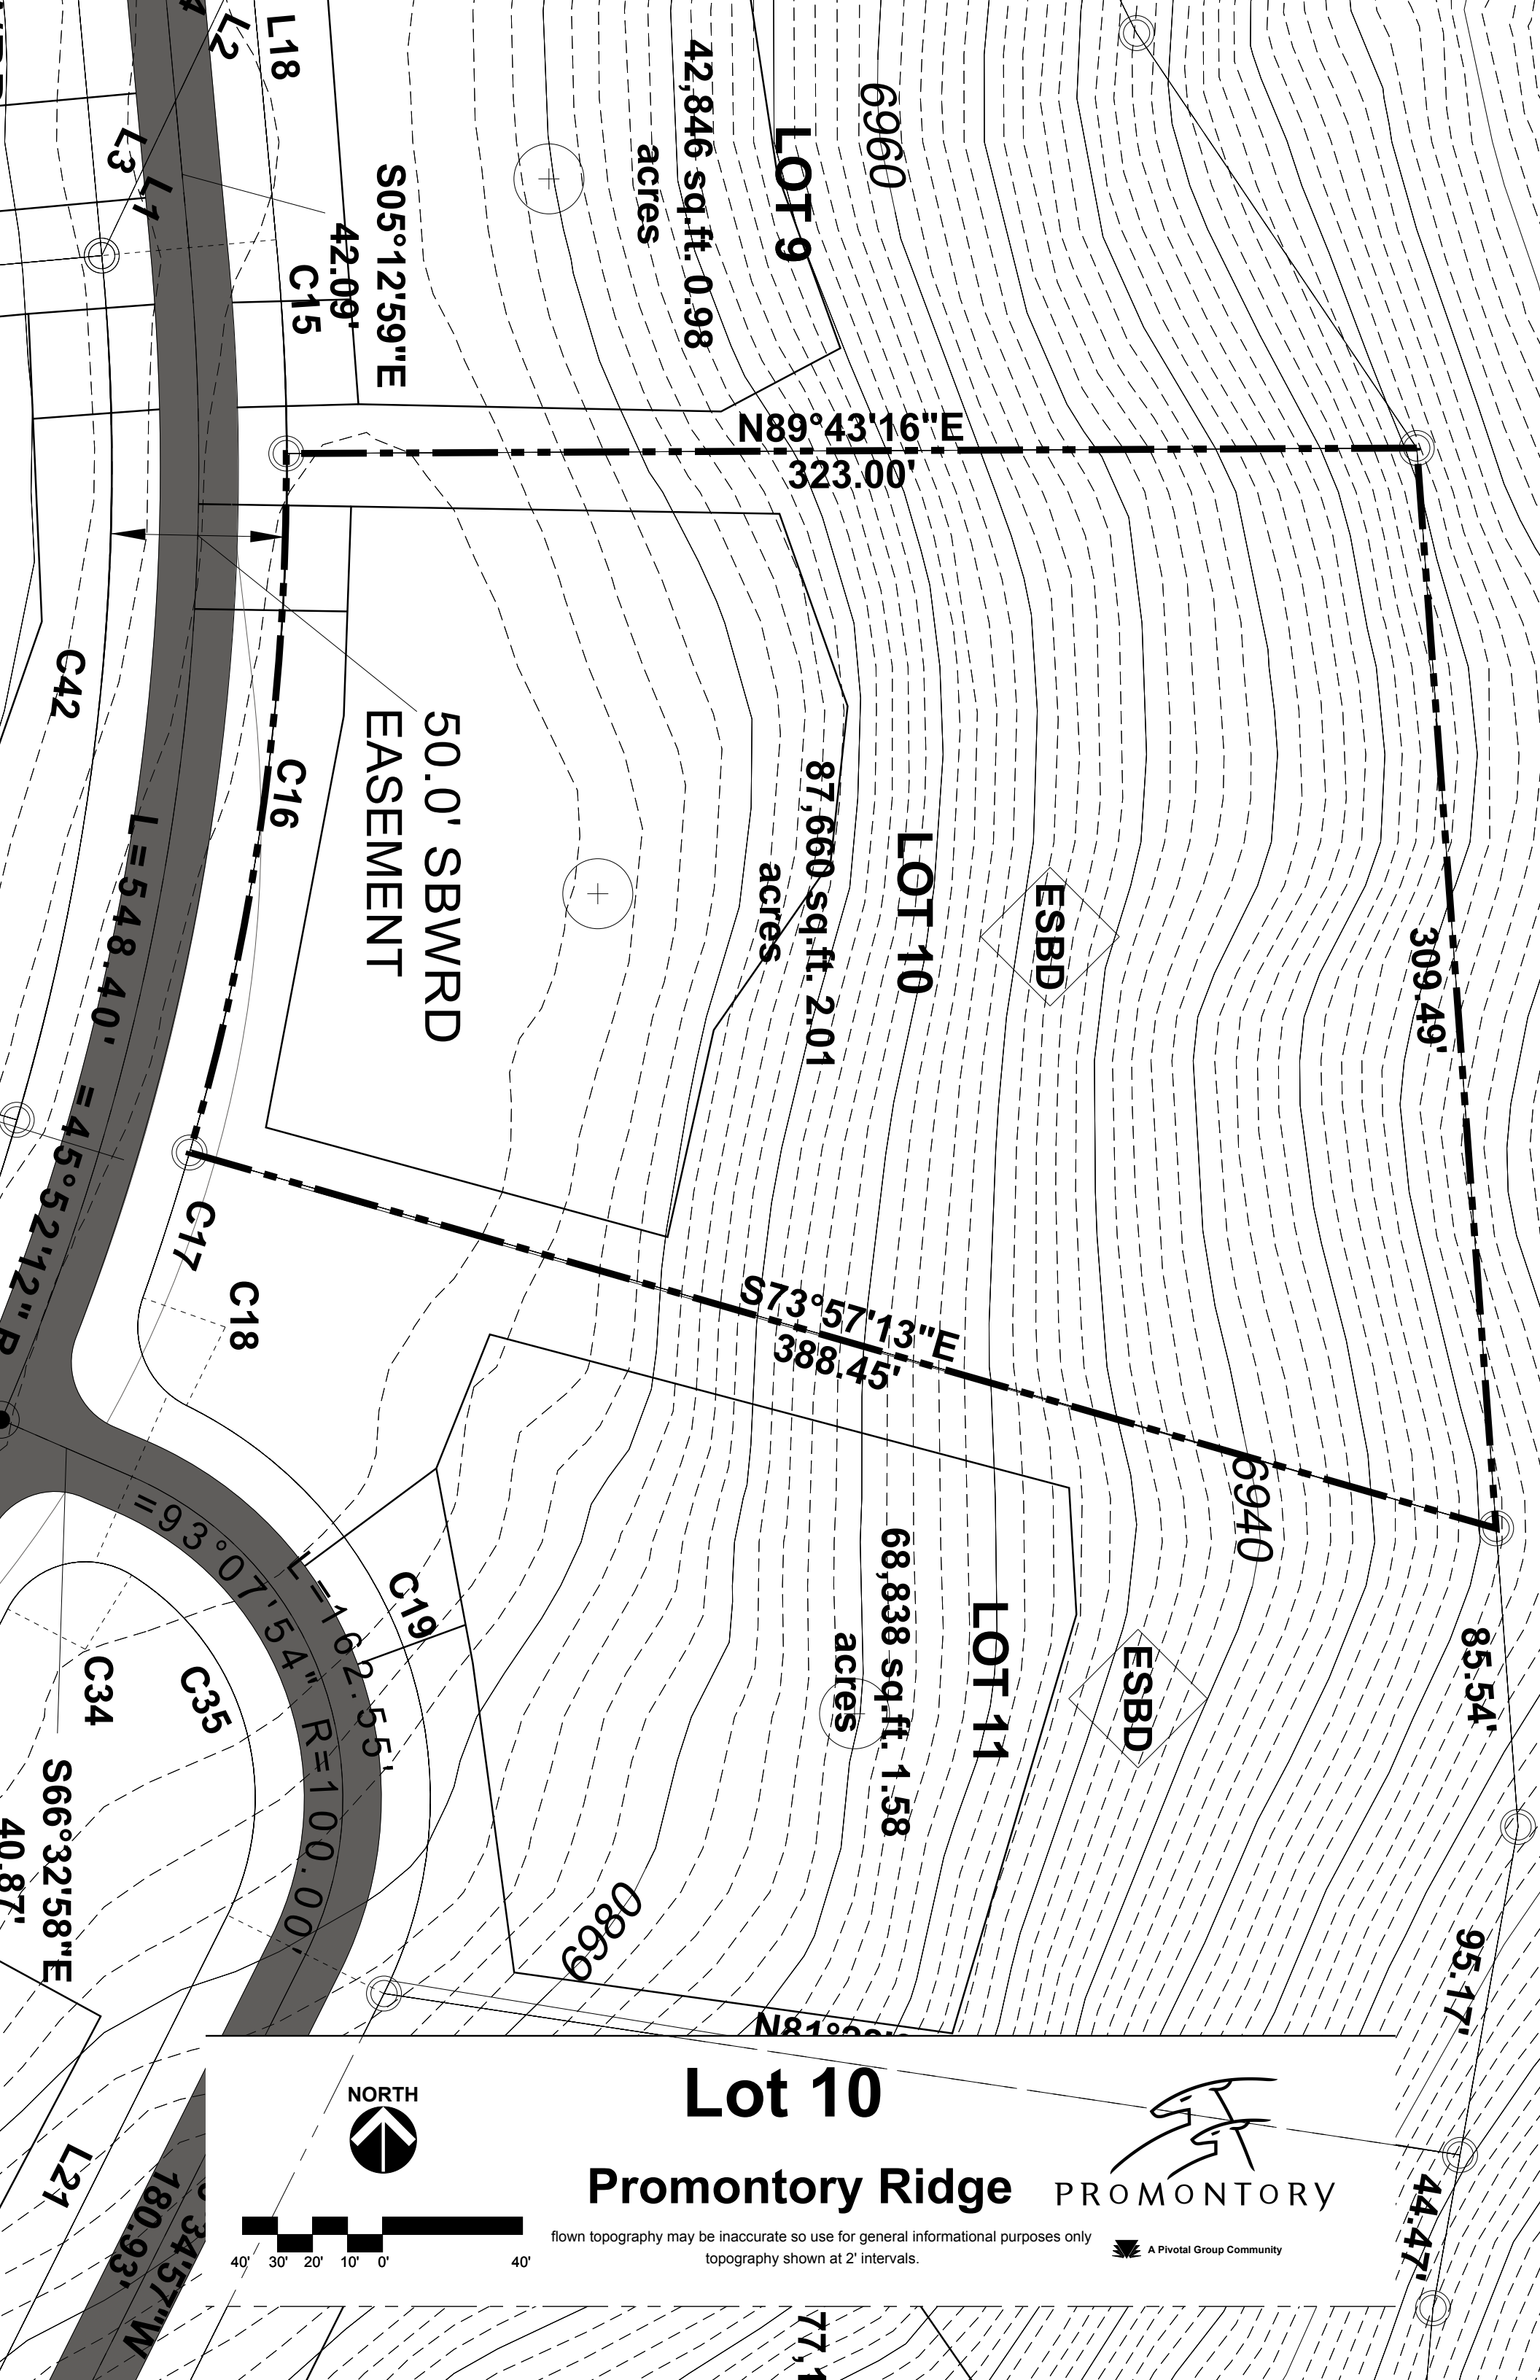 L2
L18
L3
L1
S05°12'59"E
42.09'
C15
42,846 sq.ft. 0.98
acres
LOT 9
6960
N89°43'16"E
323.00'
C42
C16
50.0' SBWRD
EASEMENT
87,660 sq.ft. 2.01
acres
LOT 10
ESBD
309.49'
L=548.40'
=45°52'12"
C17
C18
S73°57'13"E
388.45'
6940
=93°07'54" R=100.00'
L=162.55'
C19
C34
C35
68,838 sq.ft. 1.58
acres
LOT 11
ESBD
85.54'
S66°32'58"E
40.87'
6980
95.17'
L21
180.93'
34'57"W
44.47'
NORTH
Lot 10
Promontory Ridge
PROMONTORY
40' 30' 20' 10' 0' 40'
flown topography may be inaccurate so use for general informational purposes only
topography shown at 2' intervals.
A Pivotal Group Community
77,1